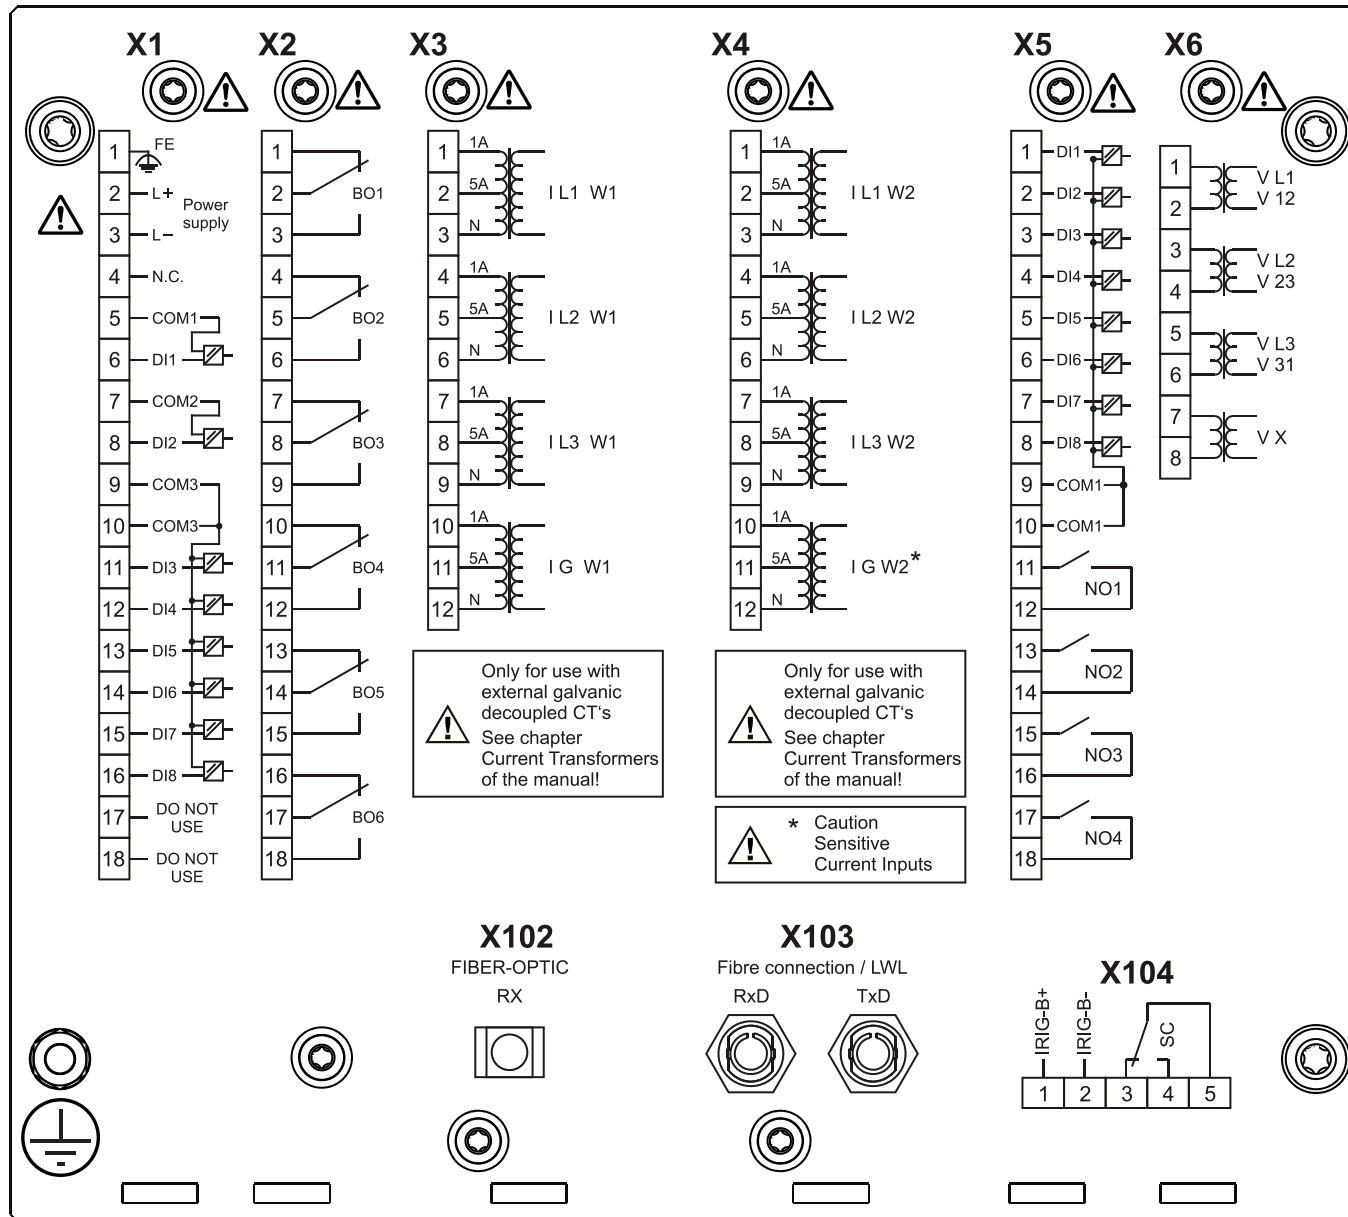 X1
1 FE
2 L+ Power
supply
3 L−
4 N.C.
5 COM1
6 DI1
7 COM2
8 DI2
9 COM3
10 COM3
11 DI3
12 DI4
13 DI5
14 DI6
15 DI7
16 DI8
17 DO NOT
USE
18 DO NOT
USE
X2
1
2 BO1
3
4
5 BO2
6
7
8 BO3
9
10
11 BO4
12
13
14 BO5
15
16
17 BO6
18
X3
1 1A
2 5A I L1 W1
3 N
4 1A
5 5A I L2 W1
6 N
7 1A
8 5A I L3 W1
9 N
10 1A
11 5A I G W1
12 N
Only for use with
external galvanic
decoupled CT‘s
See chapter
Current Transformers
of the manual!
X4
1 1A
2 5A I L1 W2
3 N
4 1A
5 5A I L2 W2
6 N
7 1A
8 5A I L3 W2
9 N
10 1A
11 5A I G W2*
12 N
Only for use with
external galvanic
decoupled CT‘s
See chapter
Current Transformers
of the manual!
* Caution
Sensitive
Current Inputs
X5
1 DI1
2 DI2
3 DI3
4 DI4
5 DI5
6 DI6
7 DI7
8 DI8
9 COM1
10 COM1
11
12 NO1
13
14 NO2
15
16 NO3
17
18 NO4
X6
1 V L1
2 V 12
3 V L2
4 V 23
5 V L3
6 V 31
7 V X
8
X102
FIBER-OPTIC
RX
X103
Fibre connection / LWL
RxD TxD
X104
IRIG-B+
IRIG-B-
SC
1 2 3 4 5